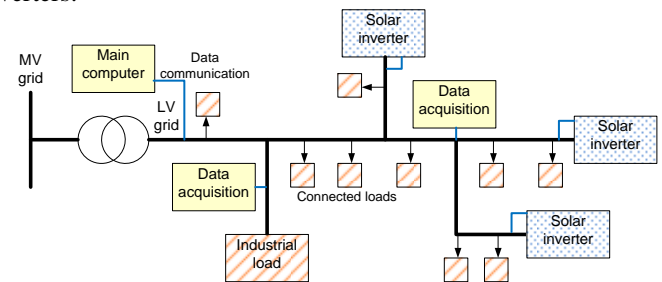 verters.
Solar
inverter
MV
grid
Main
computer
Data
communication
LV
grid
Data
acquisition
Solar
inverter
Data
acquisition
Connected loads
Solar
inverter
Industrial
load